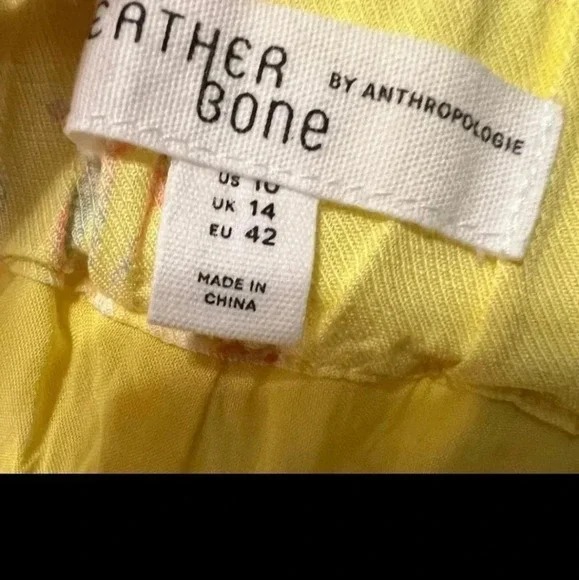 EATHER
Bone
BY ANTHROPOLOGIE
US 10
UK 14
EU 42
MADE IN
CHINA